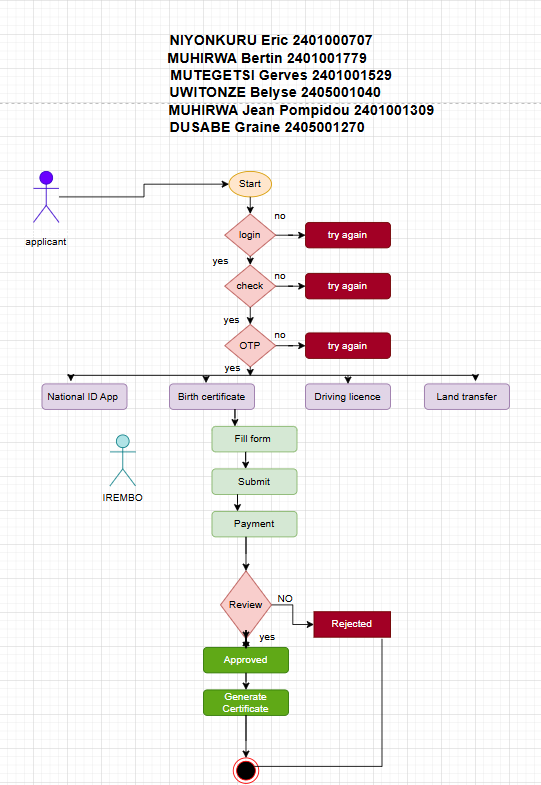 NIYONKURU Eric 2401000707
MUHIRWA Bertin 2401001779
MUTEGETSI Gerves 2401001529
UWITONZE Belyse 2405001040
MUHIRWA Jean Pompidou 2401001309
DUSABE Graine 2405001270
Start
applicant
no
login
try again
yes
no
check
try again
yes
no
OTP
try again
yes
National ID App
Birth certificate
Driving licence
Land transfer
Fill form
Submit
IREMBO
Payment
Review
NO
Rejected
yes
Approved
Generate
Certificate